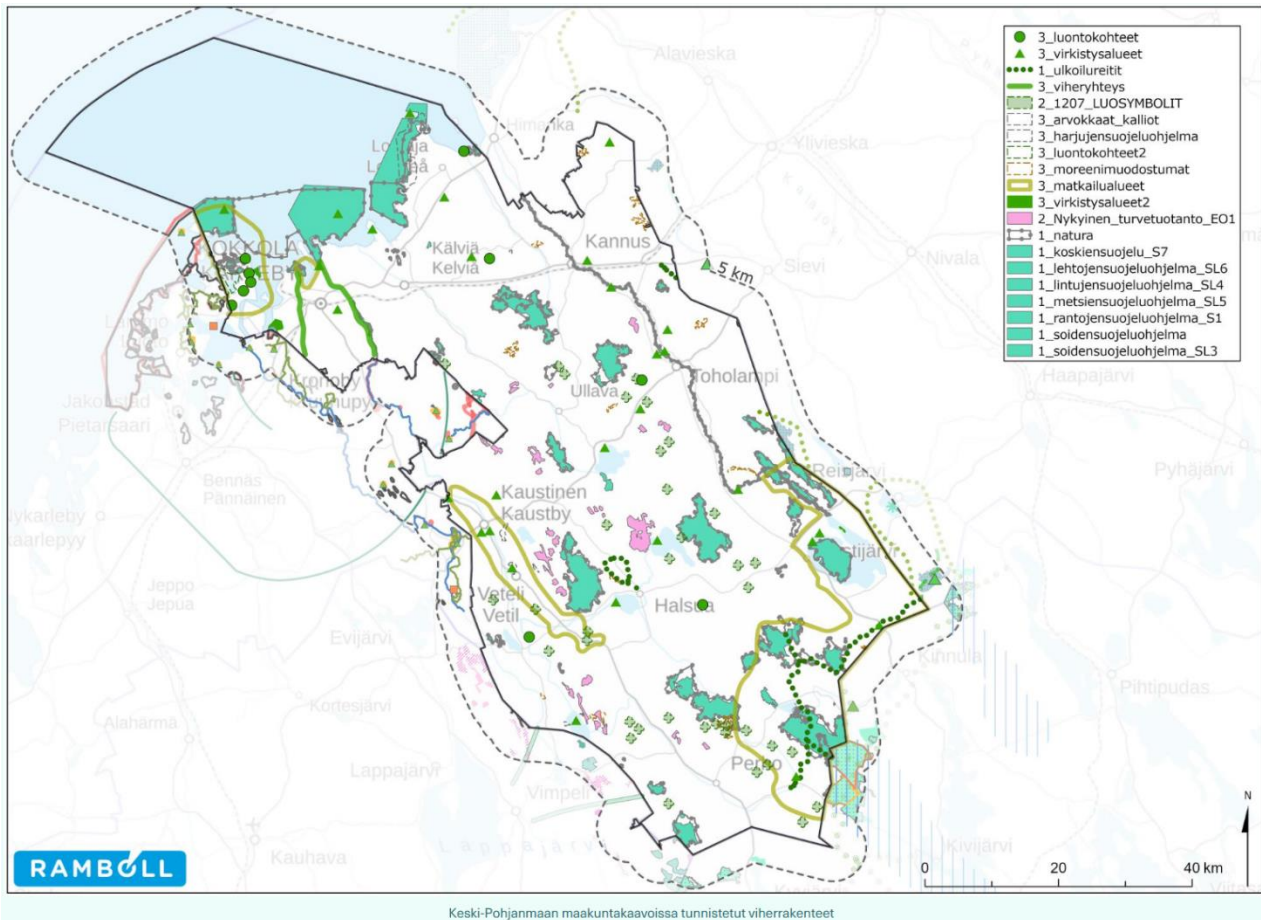 3_luontokohteet
3_virkistysalueet
1_ulkoilureitit
3_viheryhteys
2_1207_LUOSYMBOLIT
3_arvokkaat_kalliot
3_harjujensuojeluohjelma
3_luontokohteet2
3_moreenimuodostumat
3_matkailualueet
3_virkistysalueet2
2_Nykyinen_turvetuotanto_EO1
1_natura
1_koskiensuojelu_S7
1_lehtojensuojeluohjelma_SL6
1_lintujensuojeluohjelma_SL4
1_metsiensuojeluohjelma_SL5
1_rantojensuojeluohjelma_S1
1_soidensuojeluohjelma
1_soidensuojeluohjelma_SL3
Alavieska
Himanka
Ylivieska
Kannus
Kälviä
Kelviå
Sievi
Nivala
5 km
Haapajärvi
Toholampi
Ullava
Jakobstad
Pietarsaari
Reisjärvi
Pyhäjärvi
Bennäs
Pännäinen
Kaustinen
Kaustby
Jeppo
Jepua
Veteli
Vetil
Halsua
Evijärvi
Kinnula
Pihtipudas
Kortesjärvi
Alahärmä
Lappajärvi
Perho
Vimpeli
Kauhava
Kivijärvi
N
0 20 40 km
RAMBOLL
Keski-Pohjanmaan maakuntakaavoissa tunnistetut viherrakenteet